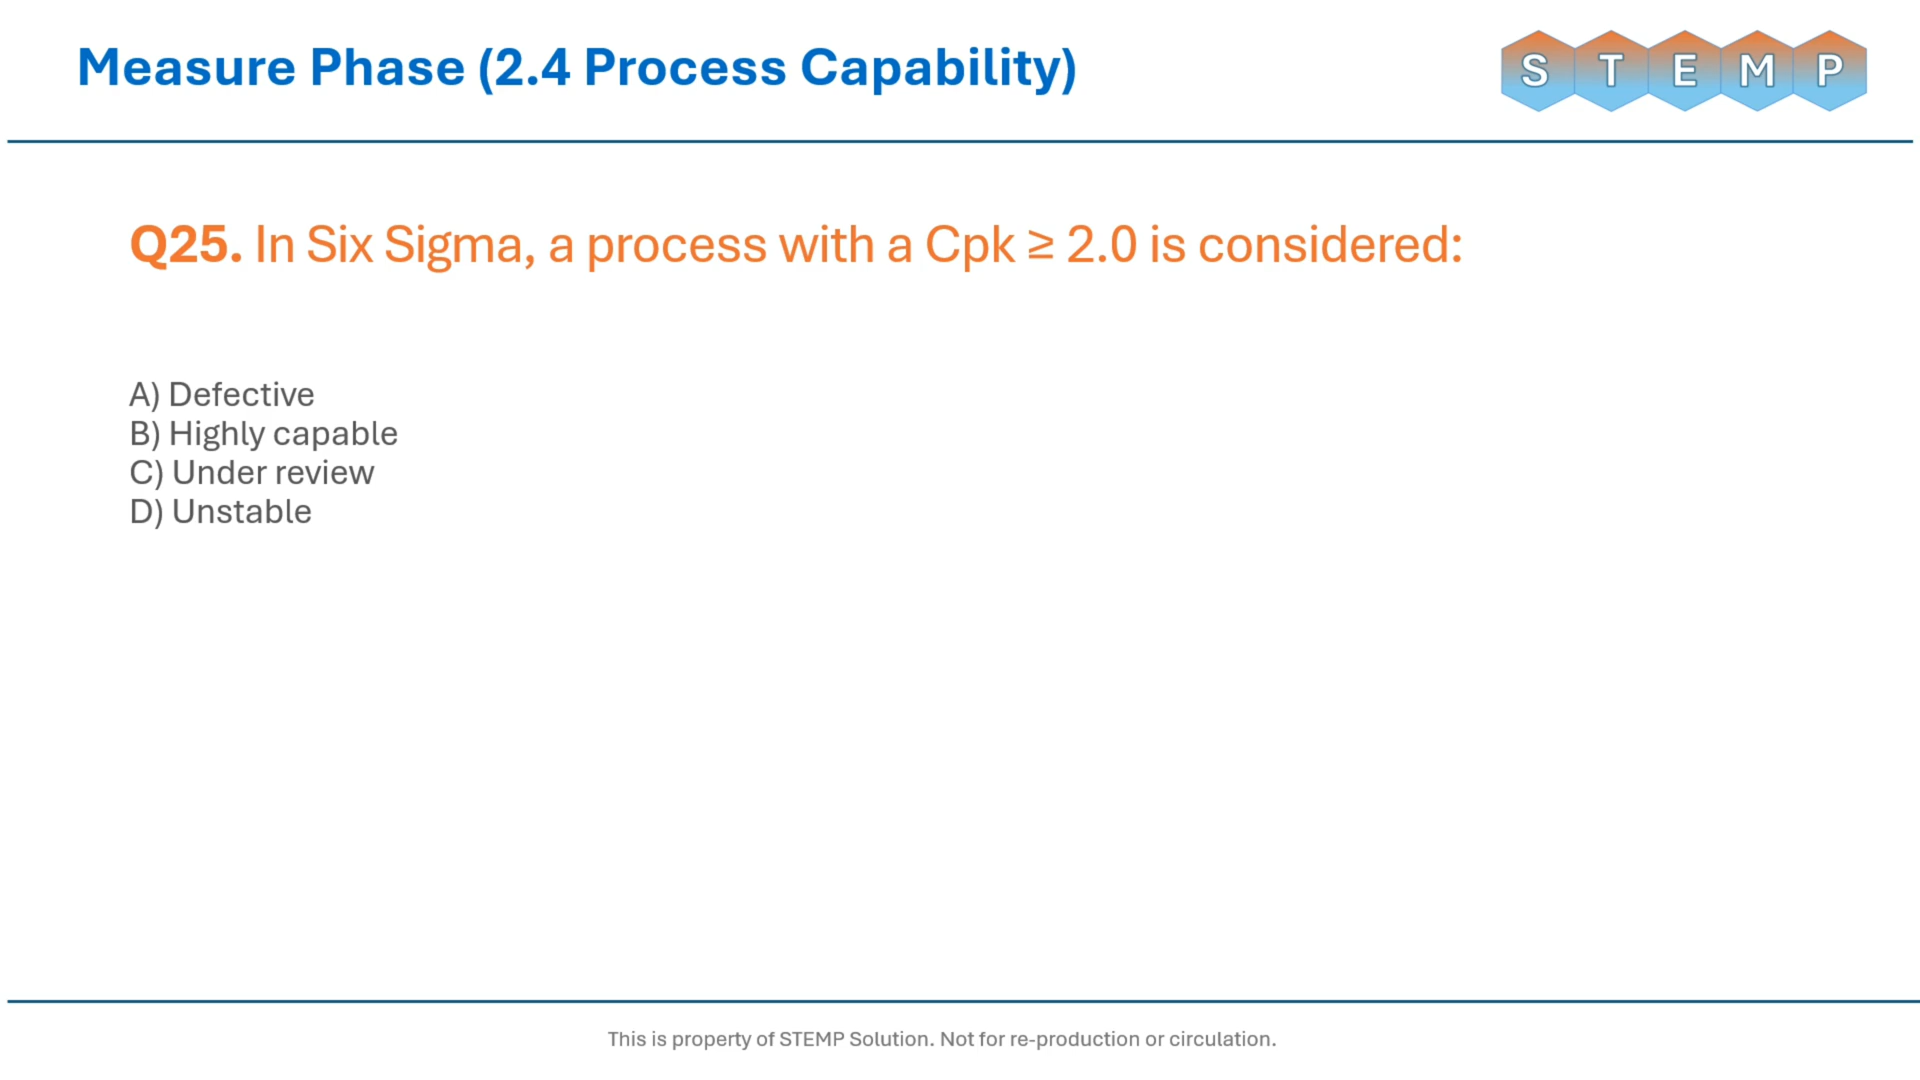 Measure Phase (2.4 Process Capability)
S T E M P
Q25. In Six Sigma, a process with a Cpk ≥ 2.0 is considered:
A) Defective
B) Highly capable
C) Under review
D) Unstable
This is property of STEMP Solution. Not for re-production or circulation.